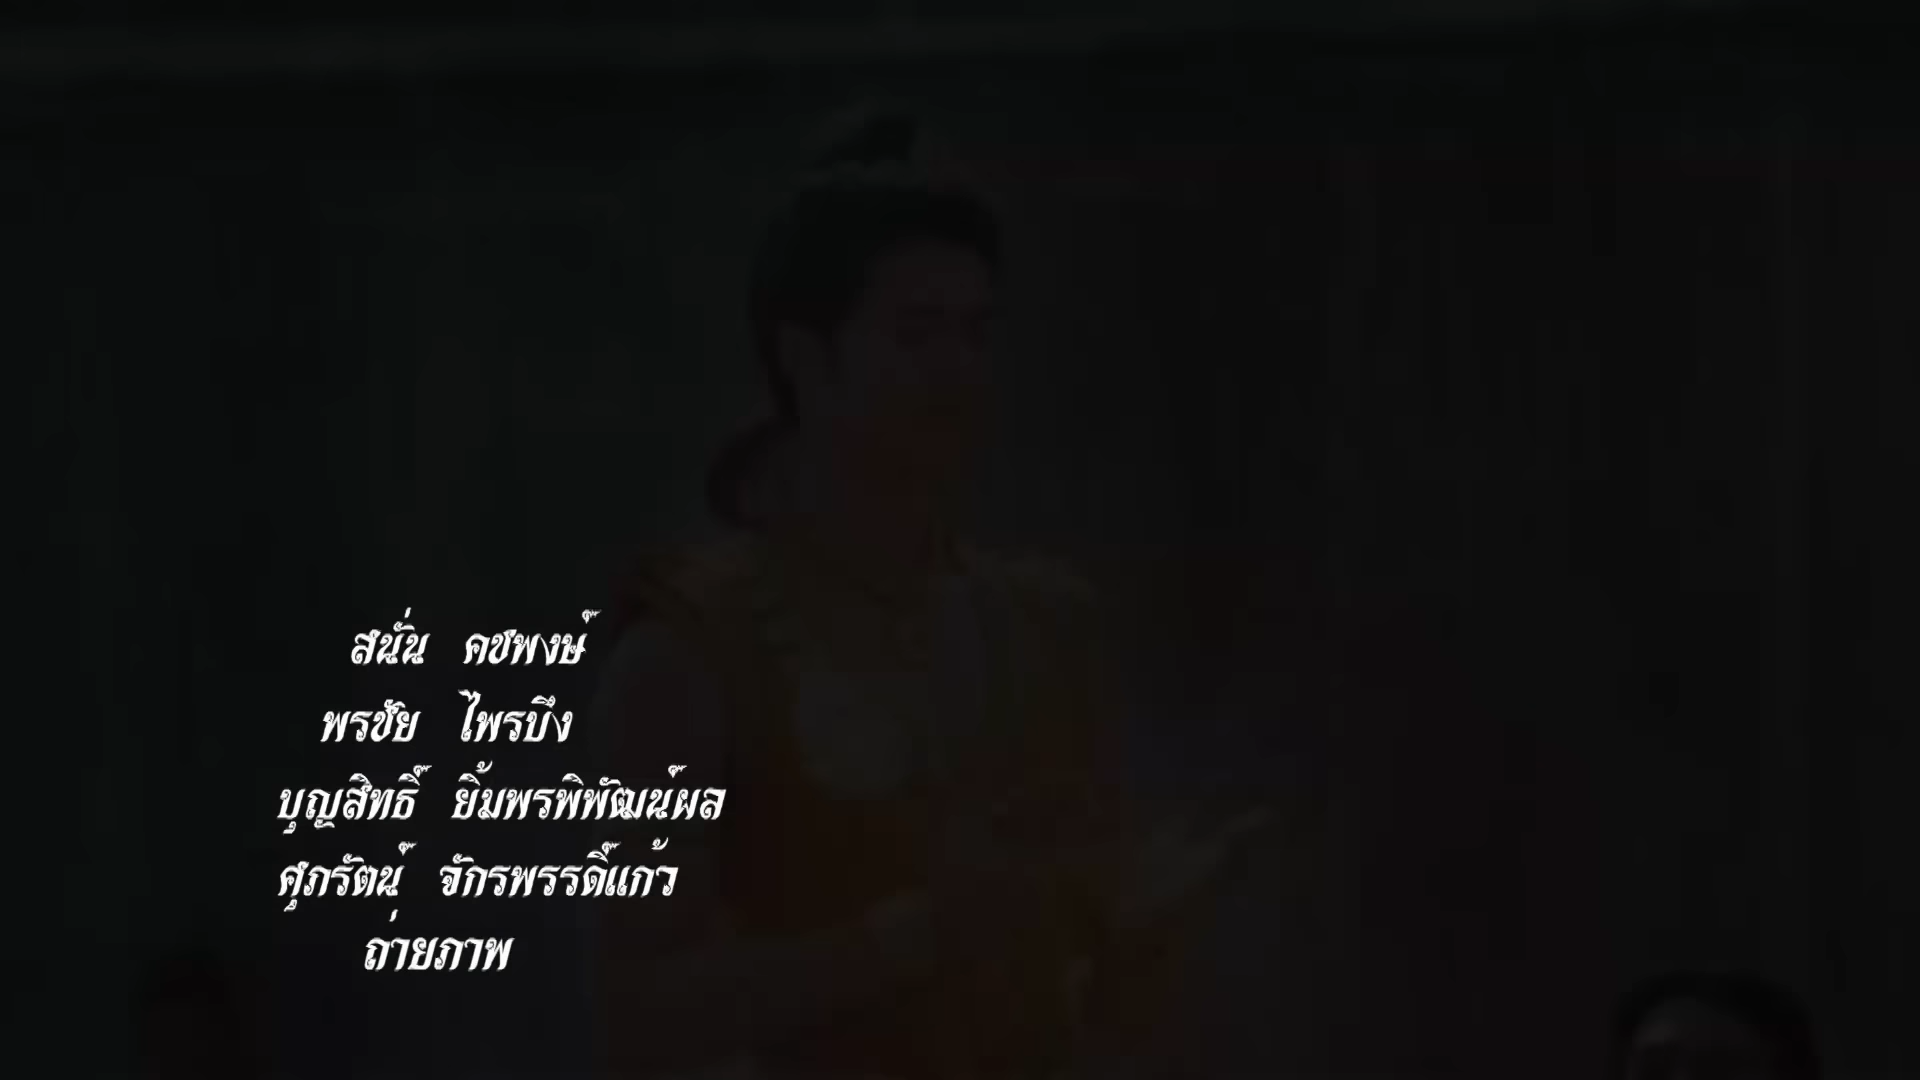 สนั่น คชพงษ์
พรชัย ไพรบึง
บุญสิทธิ์ ยิ้มพรพิพัฒน์ผล
ศุภรัตน์ จักรพรรดิ์แก้ว
ถ่ายภาพ